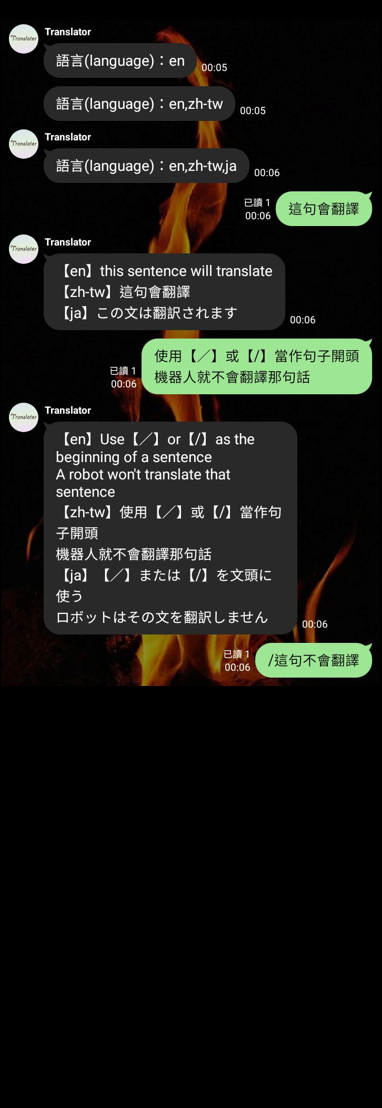 Translator
語言(language)：en
00:05
語言(language)：en,zh-tw
00:05
Translator
語言(language)：en,zh-tw,ja
00:06
已讀 1
00:06
這句會翻譯
Translator
【en】this sentence will translate
【zh-tw】這句會翻譯
【ja】この文は翻訳されます
00:06
已讀 1
00:06
使用【／】或【/】當作句子開頭
機器人就不會翻譯那句話
Translator
【en】Use【／】or【/】as the
beginning of a sentence
A robot won't translate that
sentence
【zh-tw】使用【／】或【/】當作句
子開頭
機器人就不會翻譯那句話
【ja】【／】または【/】を文頭に
使う
ロボットはその文を翻訳しません
00:06
已讀 1
00:06
/這句不會翻譯